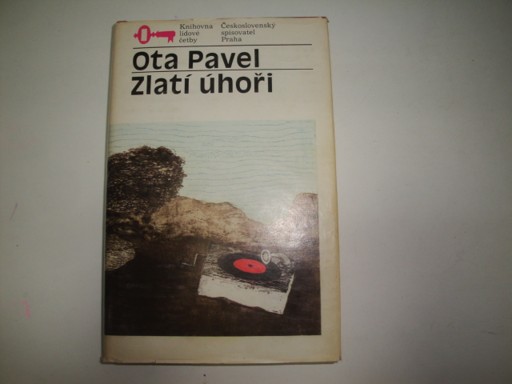 Knihovna
lidové
četby
Československý
spisovatel
Praha
Ota Pavel
Zlatí úhoři